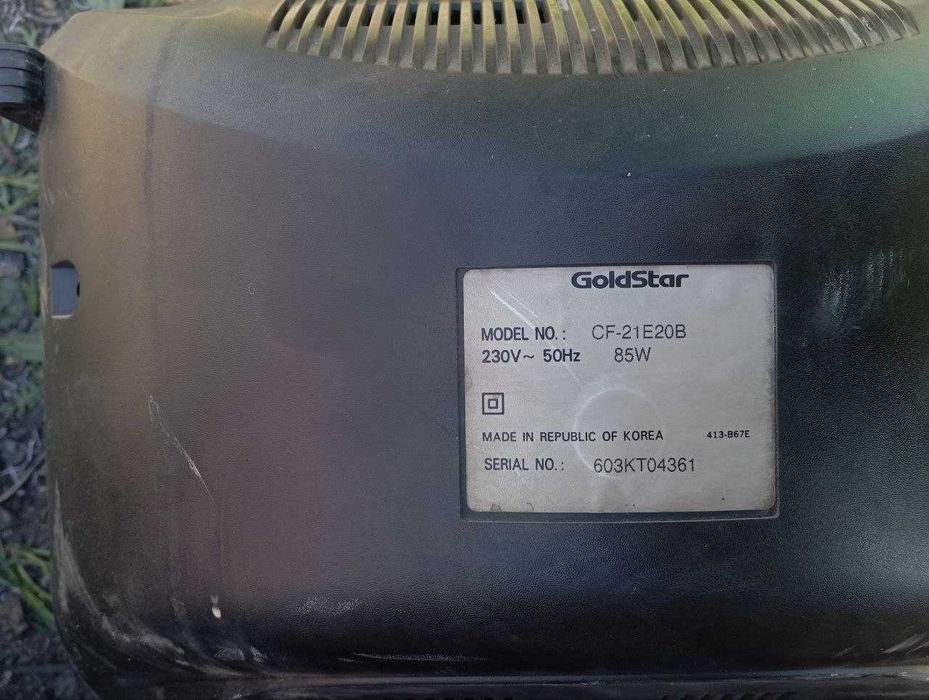 GoldStar
MODEL NO.: CF-21E20B
230V~ 50Hz 85W
MADE IN REPUBLIC OF KOREA 413-B67E
SERIAL NO.: 603KT04361